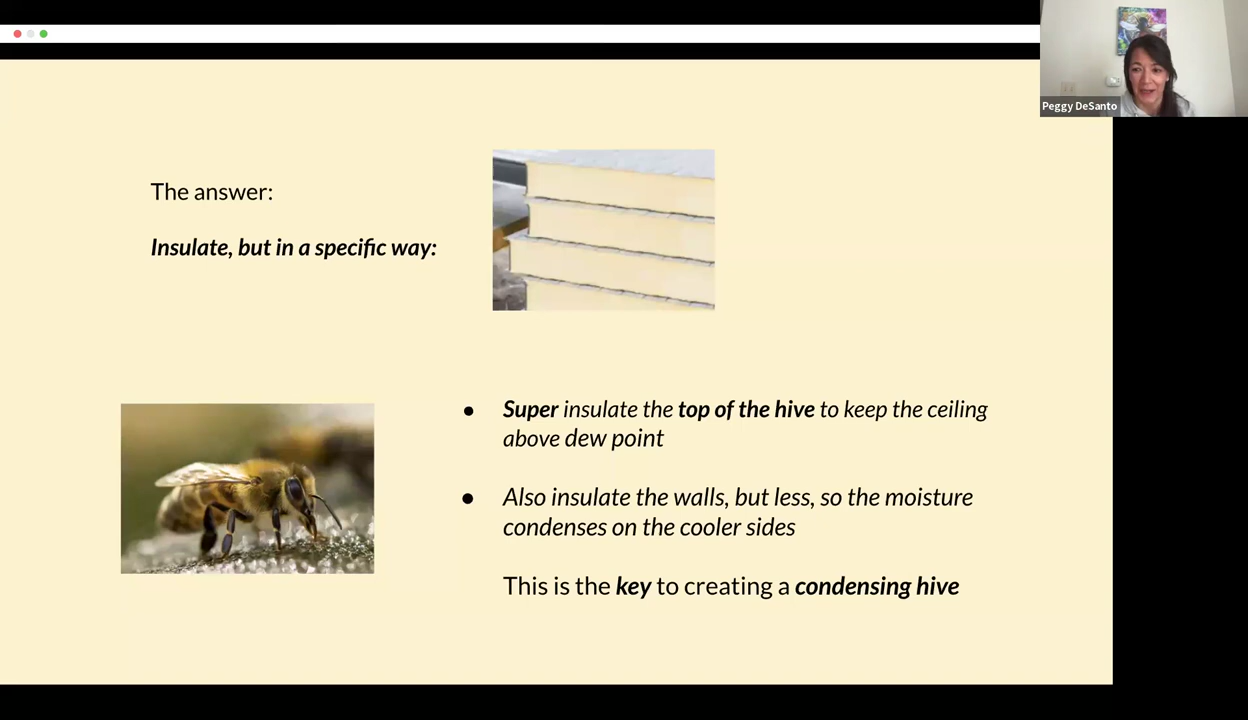 Peggy DeSanto
The answer:
Insulate, but in a specific way:
● Super insulate the top of the hive to keep the ceiling
above dew point
● Also insulate the walls, but less, so the moisture
condenses on the cooler sides
This is the key to creating a condensing hive